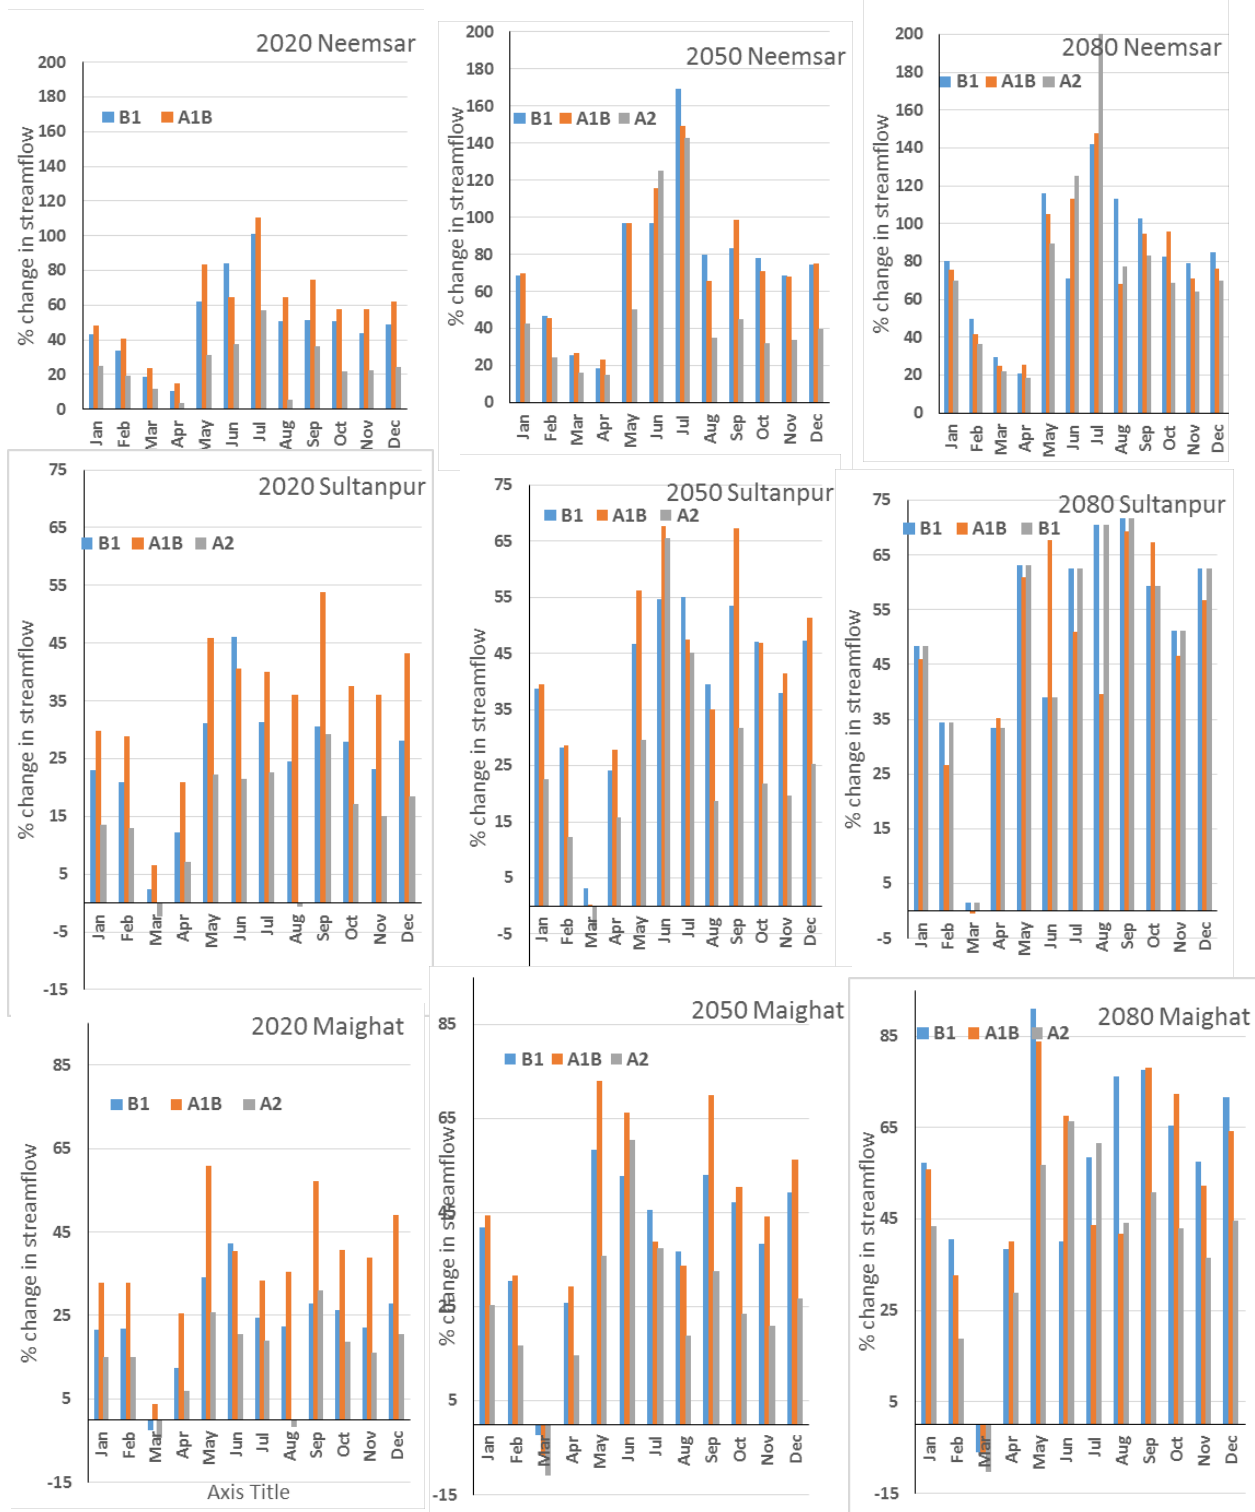 2020 Neemsar
% change in streamflow
200
180
160
140
120
100
80
60
40
20
0
B1 A1B
Jan Feb Mar Apr May Jun Jul Aug Sep Oct Nov Dec
2050 Neemsar
% change in streamflow
200
180
160
140
120
100
80
60
40
20
0
B1 A1B A2
Jan Feb Mar Apr May Jun Jul Aug Sep Oct Nov Dec
2080 Neemsar
% change in streamflow
200
180
160
140
120
100
80
60
40
20
0
B1 A1B A2
Jan Feb Mar Apr May Jun Jul Aug Sep Oct Nov Dec
2020 Sultanpur
% change in streamflow
75
65
55
45
35
25
15
5
-5
-15
B1 A1B A2
Jan Feb Mar Apr May Jun Jul Aug Sep Oct Nov Dec
2050 Sultanpur
% change in streamflow
75
65
55
45
35
25
15
5
-5
B1 A1B A2
Jan Feb Mar Apr May Jun Jul Aug Sep Oct Nov Dec
2080 Sultanpur
% change in streamflow
75
65
55
45
35
25
15
5
-5
B1 A1B B1
Jan Feb Mar Apr May Jun Jul Aug Sep Oct Nov Dec
2020 Maighat
% change in streamflow
85
65
45
25
5
-15
B1 A1B A2
Jan Feb Mar Apr May Jun Jul Aug Sep Oct Nov Dec
Axis Title
2050 Maighat
% change in streamflow
85
65
45
25
5
-15
B1 A1B A2
Jan Feb Mar Apr May Jun Jul Aug Sep Oct Nov Dec
2080 Maighat
% change in streamflow
85
65
45
25
5
-15
B1 A1B A2
Jan Feb Mar Apr May Jun Jul Aug Sep Oct Nov Dec